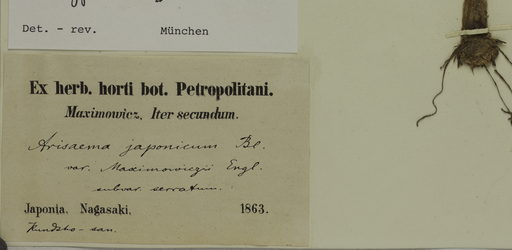 Det. - rev. München
Ex herb. horti bot. Petropolitani.
Maximowicz. Iter secundum.
Arisaema japonicum Bl.
var. Maximowiczii Engl.
subvar. serratum.
Japonia. Nagasaki. 1863.